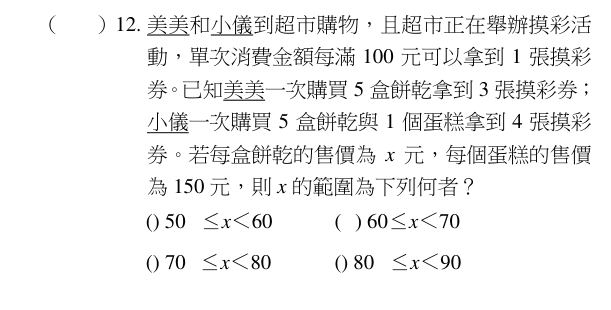 (　　) 12. 美美和小儀到超市購物，且超市正在舉辦摸彩活
動，單次消費金額每滿 100 元可以拿到 1 張摸彩
券。已知美美一次購買 5 盒餅乾拿到 3 張摸彩券；
小儀一次購買 5 盒餅乾與 1 個蛋糕拿到 4 張摸彩
券。若每盒餅乾的售價為 x 元，每個蛋糕的售價
為 150 元，則 x 的範圍為下列何者？
() 50 ≤x＜60　　( ) 60≤x＜70
() 70 ≤x＜80　　() 80 ≤x＜90